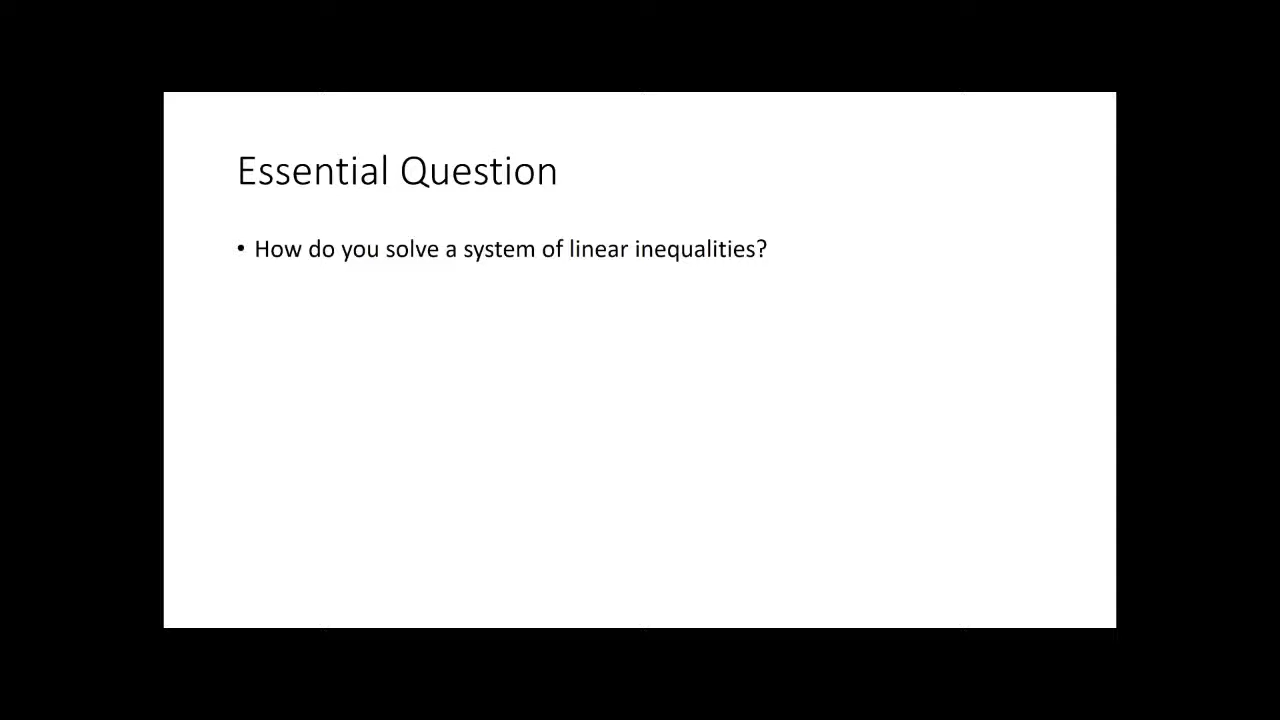 Essential Question
• How do you solve a system of linear inequalities?